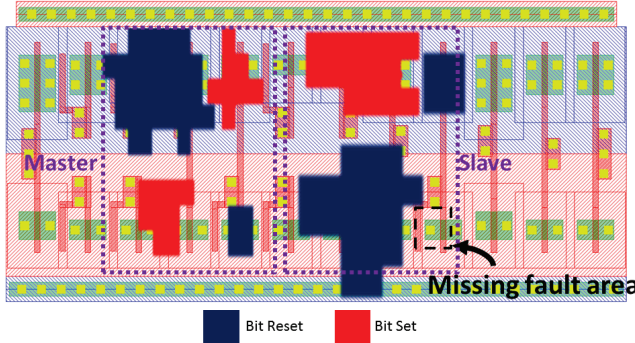 Master
Slave
Missing fault area
Bit Reset
Bit Set